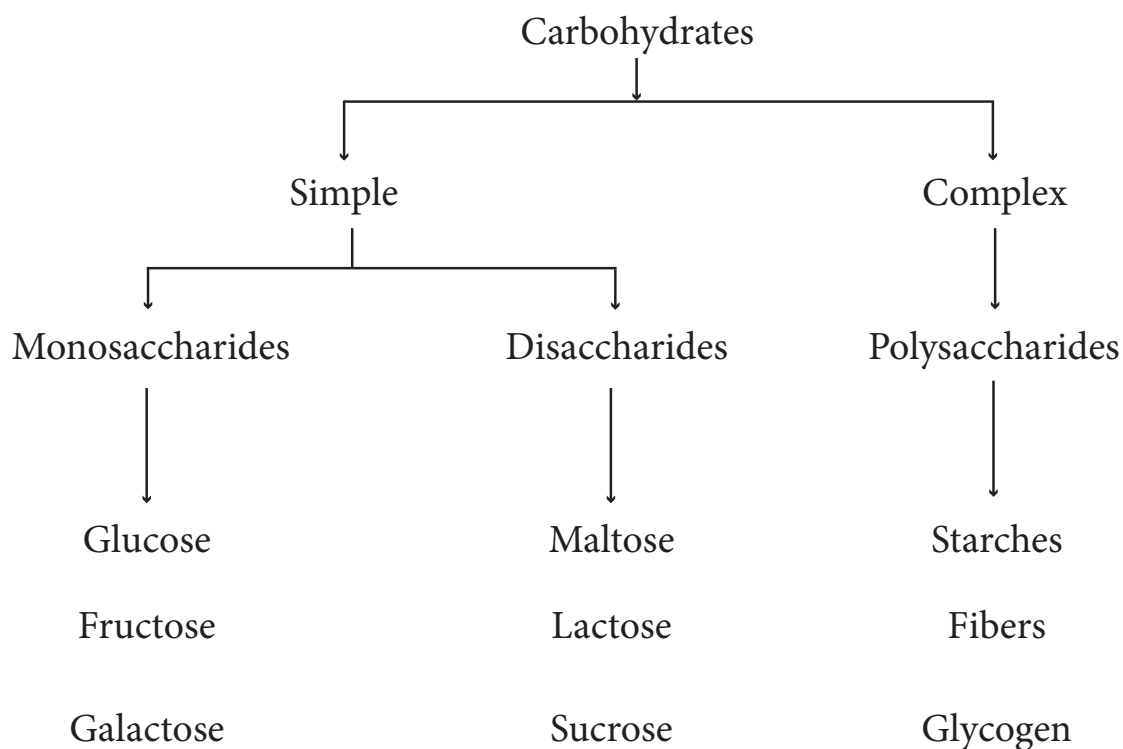 Carbohydrates
Simple Complex
Monosaccharides Disaccharides Polysaccharides
Glucose Maltose Starches
Fructose Lactose Fibers
Galactose Sucrose Glycogen